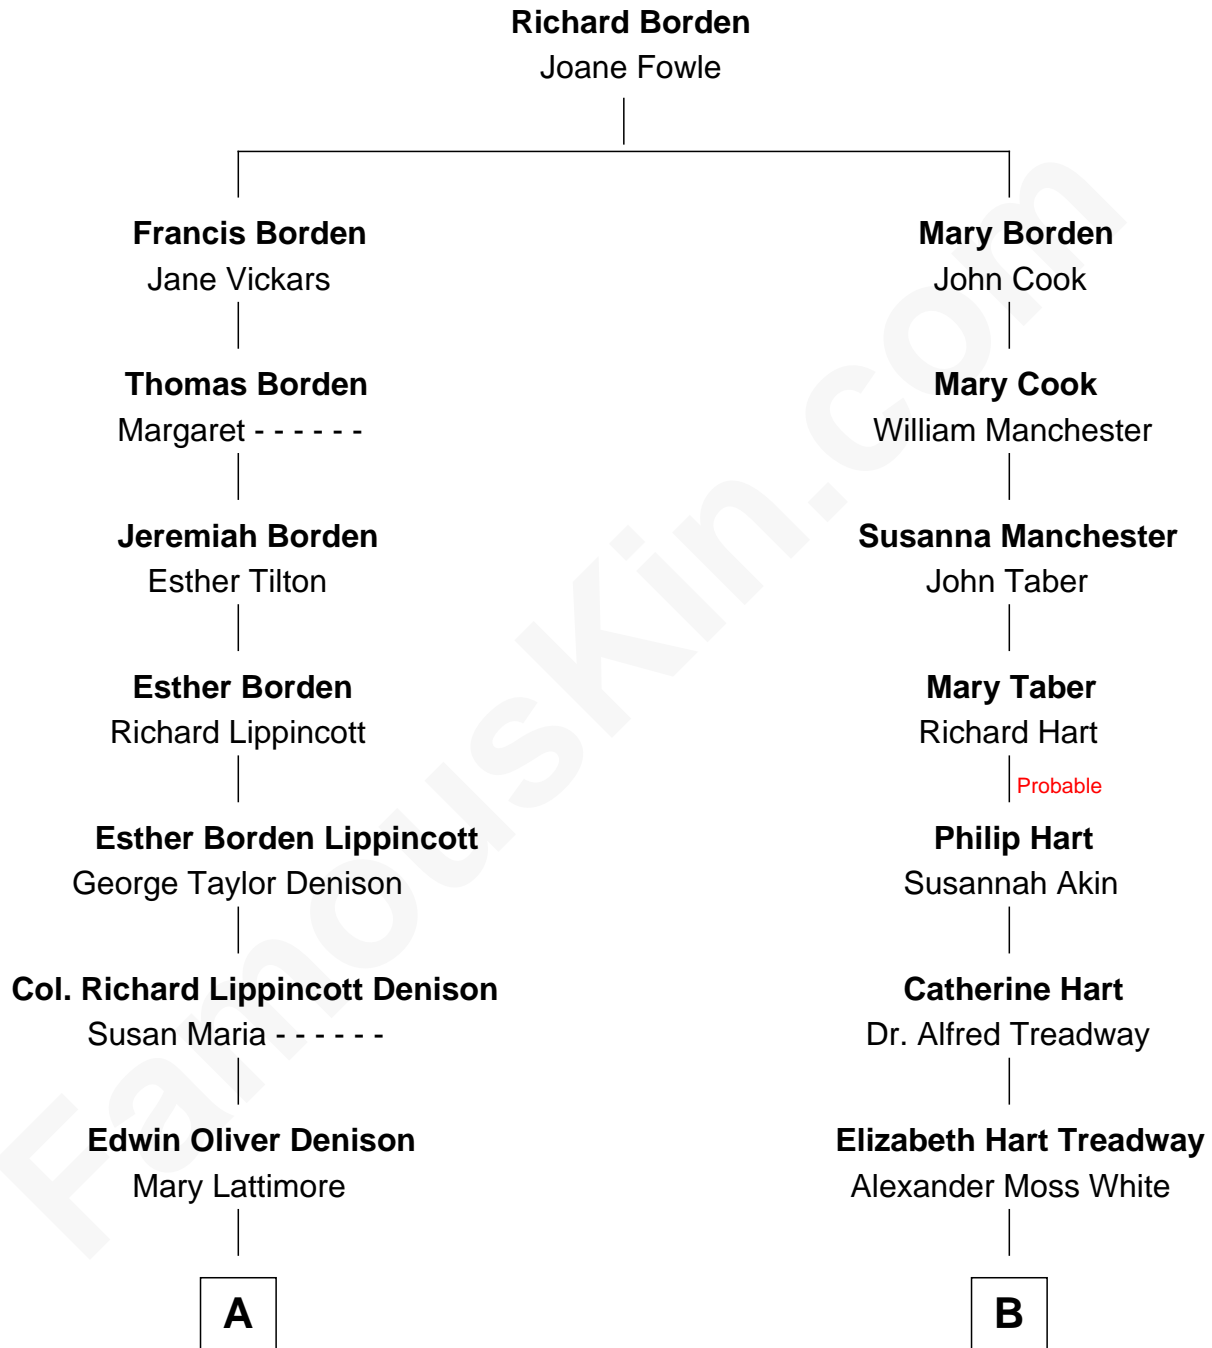 Richard Borden
Joane Fowle
Francis Borden
Jane Vickars
Mary Borden
John Cook
Thomas Borden
Margaret - - - - - -
Mary Cook
William Manchester
Jeremiah Borden
Esther Tilton
Susanna Manchester
John Taber
Esther Borden
Richard Lippincott
Mary Taber
Richard Hart
Probable
Esther Borden Lippincott
George Taylor Denison
Philip Hart
Susannah Akin
Col. Richard Lippincott Denison
Susan Maria - - - - - -
Catherine Hart
Dr. Alfred Treadway
Edwin Oliver Denison
Mary Lattimore
Elizabeth Hart Treadway
Alexander Moss White
A
B
FamousKin.com